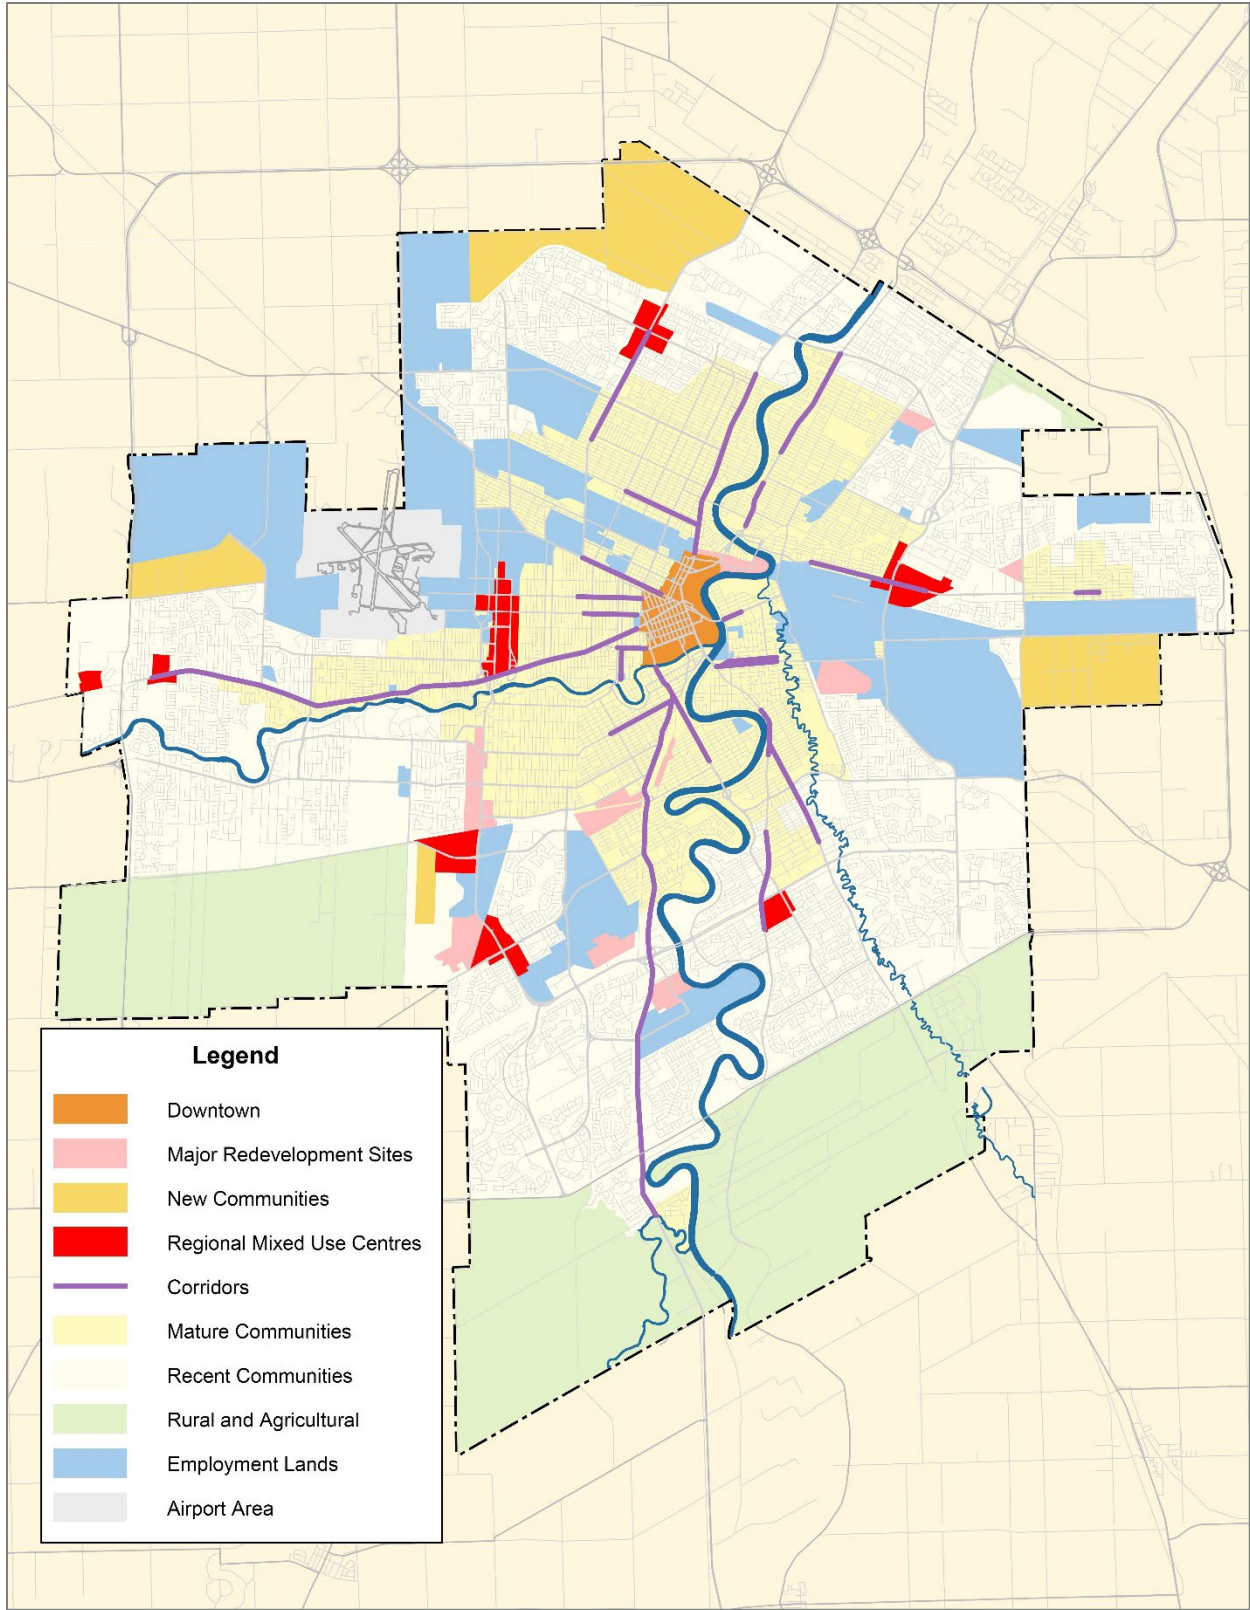 Legend
Downtown
Major Redevelopment Sites
New Communities
Regional Mixed Use Centres
Corridors
Mature Communities
Recent Communities
Rural and Agricultural
Employment Lands
Airport Area